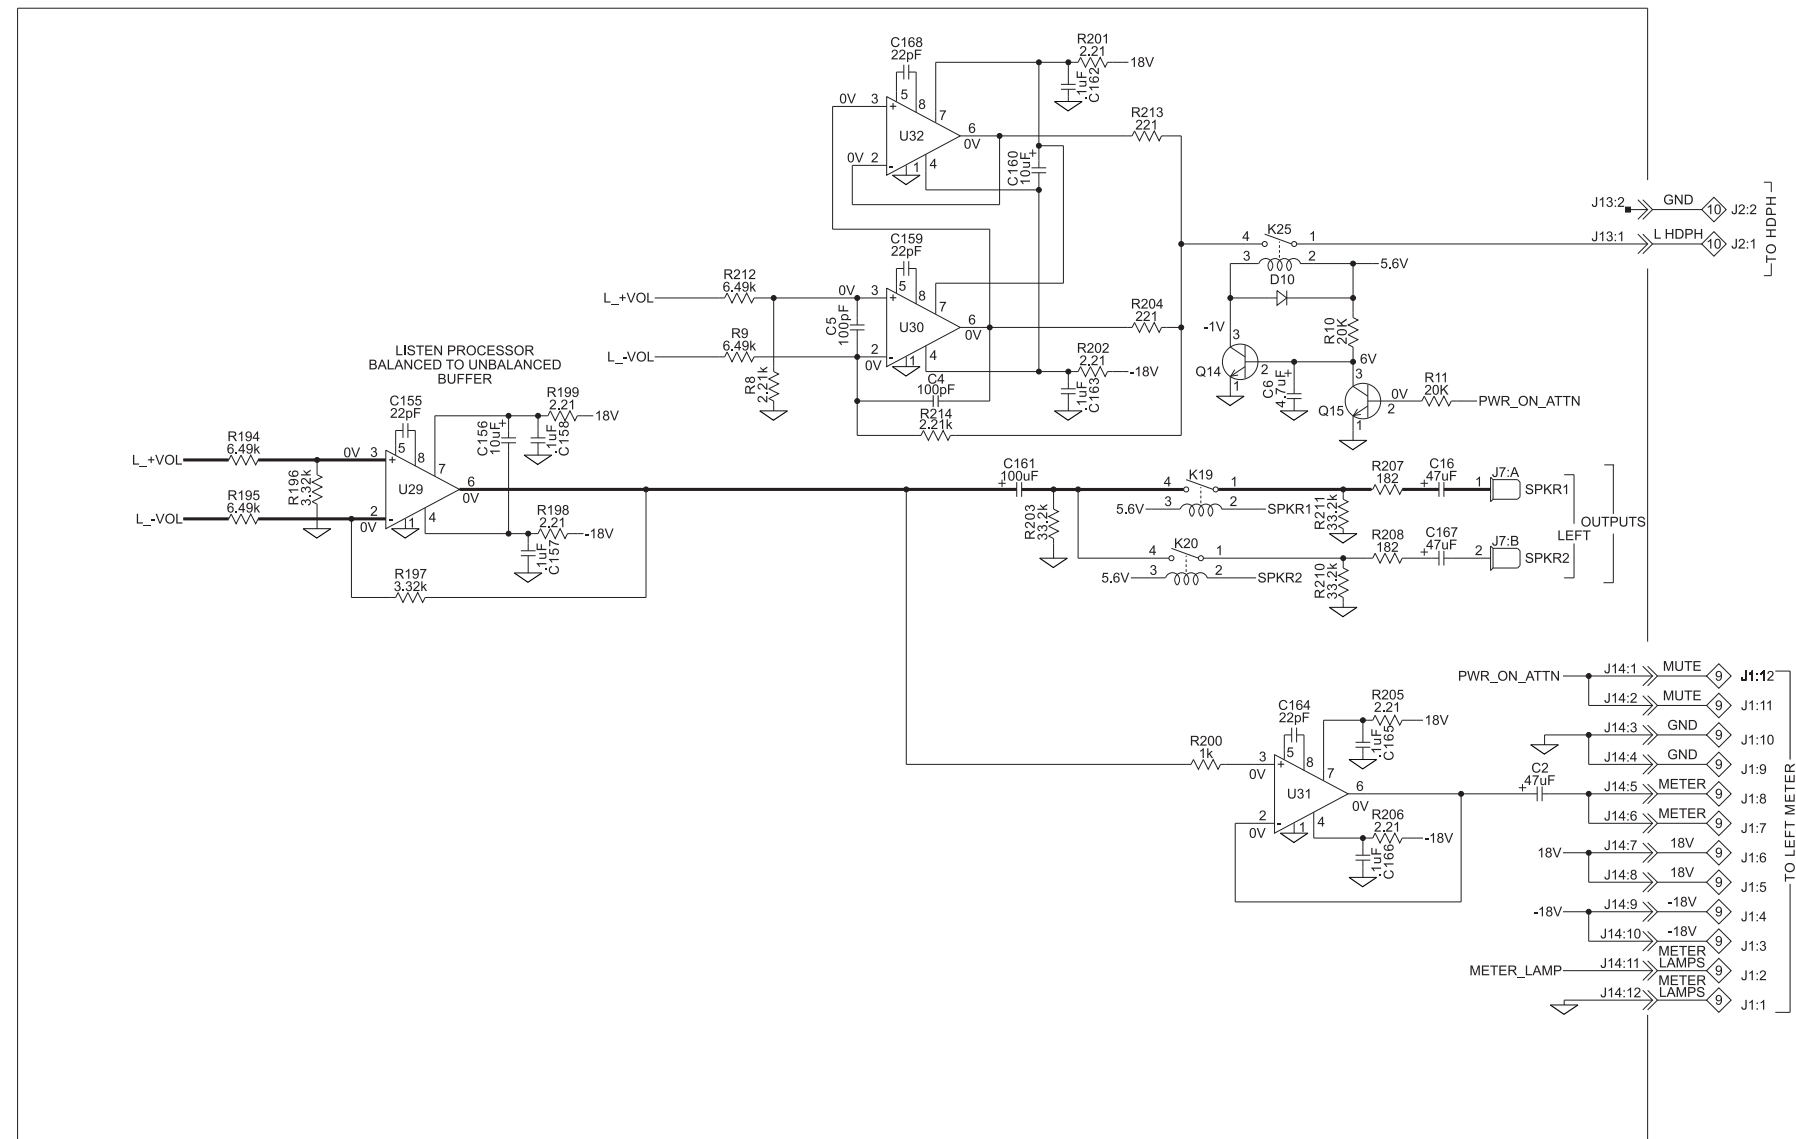 C168
22pF
R201
2.21
18V
.1uF
C162
0V 3
+
5
8
7
U32
6
0V
R213
221
0V 2
-
1
4
C160
10uF
+
J13:2
GND
10
J2:2
J13:1
L HDPH
10
J2:1
TO HDPH
K25
4
1
3
2
5.6V
D10
C159
22pF
R212
6.49k
L_+VOL
0V
3
+
5
8
7
U30
6
0V
R204
221
C5
100pF
R9
6.49k
L_-VOL
2
0V
-
1
4
R202
2.21
-18V
.1uF
C163
R8
2.21k
C4
100pF
R214
2.21k
-1V
3
R10
20K
6V
Q14
2
1
C6
4.7uF
+
3
R11
20K
0V
PWR_ON_ATTN
Q15
2
1
LISTEN PROCESSOR
BALANCED TO UNBALANCED
BUFFER
C155
22pF
R199
2.21
18V
C156
10uF
+
.1uF
C158
R194
6.49k
L_+VOL
0V 3
+
5
8
7
R196
3.32k
U29
6
0V
R195
6.49k
L_-VOL
2
0V
-
1
4
R198
2.21
-18V
.1uF
C157
R197
3.32k
C161
100uF
+
R203
33.2k
K19
4
1
5.6V
3
2
SPKR1
R211
33.2k
R207
182
C16
47uF
+
J7:A
1
SPKR1
K20
4
1
5.6V
3
2
SPKR2
R210
33.2k
R208
182
C167
47uF
+
J7:B
2
SPKR2
LEFT
OUTPUTS
PWR_ON_ATTN
J14:1
MUTE
9
J14:2
MUTE
9
J1:11
J14:3
GND
9
J1:10
J14:4
GND
9
J1:9
J14:5
METER
9
J1:8
J14:6
METER
9
J1:7
18V
J14:7
18V
9
J1:6
J14:8
18V
9
J1:5
-18V
J14:9
-18V
9
J1:4
J14:10
-18V
9
J1:3
METER_LAMP
J14:11
METER
LAMPS
9
J1:2
J14:12
METER
LAMPS
9
J1:1
TO LEFT METER
C164
22pF
R205
2.21
18V
.1uF
C165
R200
1k
3
0V
+
5
8
7
U31
6
0V
2
0V
-
1
4
R206
2.21
-18V
.1uF
C166
C2
47uF
+